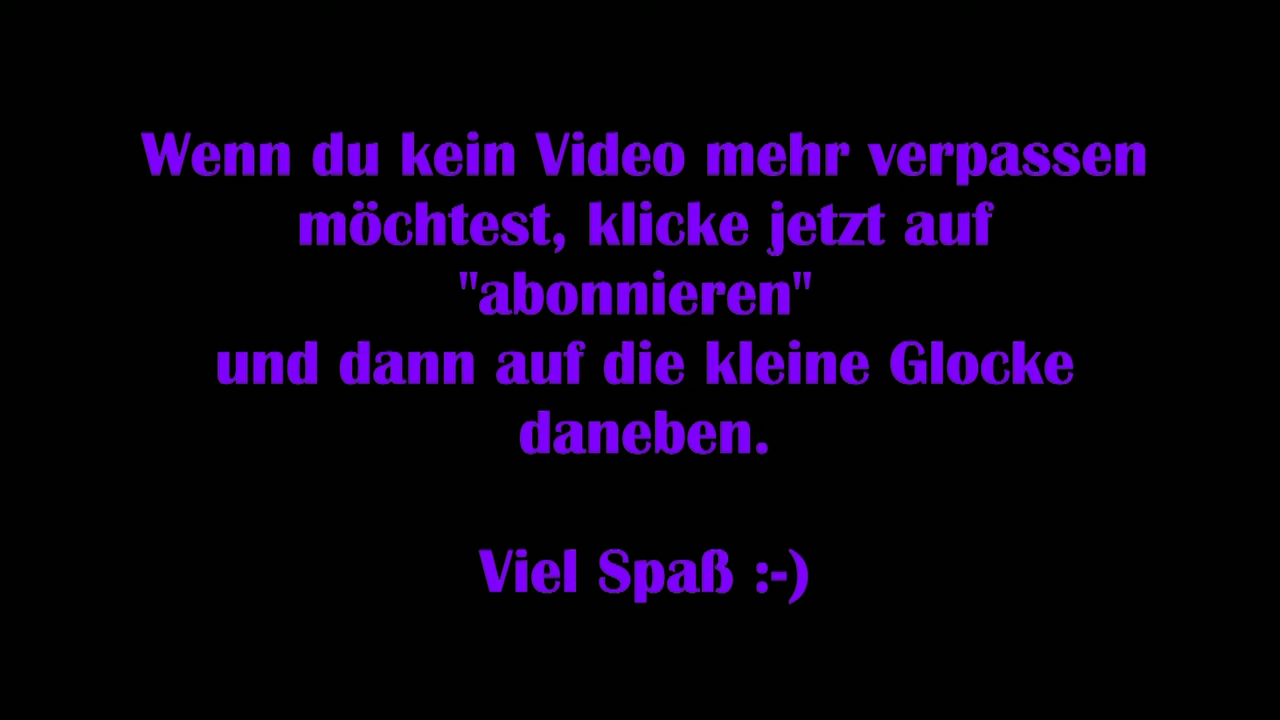 Wenn du kein Video mehr verpassen
möchtest, klicke jetzt auf
"abonnieren"
und dann auf die kleine Glocke
daneben.
Viel Spaß :-)